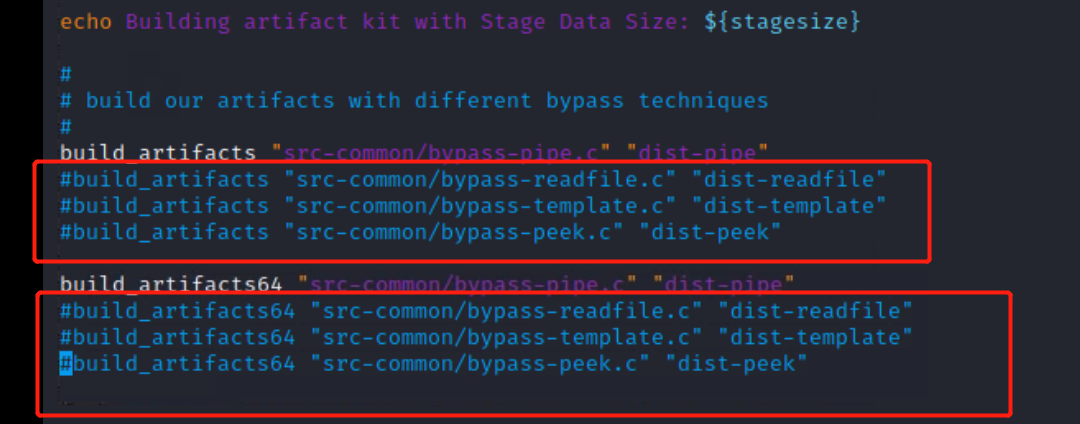 echo Building artifact kit with Stage Data Size: ${stagesize}
#
# build our artifacts with different bypass techniques
#
build_artifacts "src-common/bypass-pipe.c" "dist-pipe"
#build_artifacts "src-common/bypass-readfile.c" "dist-readfile"
#build_artifacts "src-common/bypass-template.c" "dist-template"
#build_artifacts "src-common/bypass-peek.c" "dist-peek"
build_artifacts64 "src-common/bypass-pipe.c" "dist-pipe"
#build_artifacts64 "src-common/bypass-readfile.c" "dist-readfile"
#build_artifacts64 "src-common/bypass-template.c" "dist-template"
#build_artifacts64 "src-common/bypass-peek.c" "dist-peek"